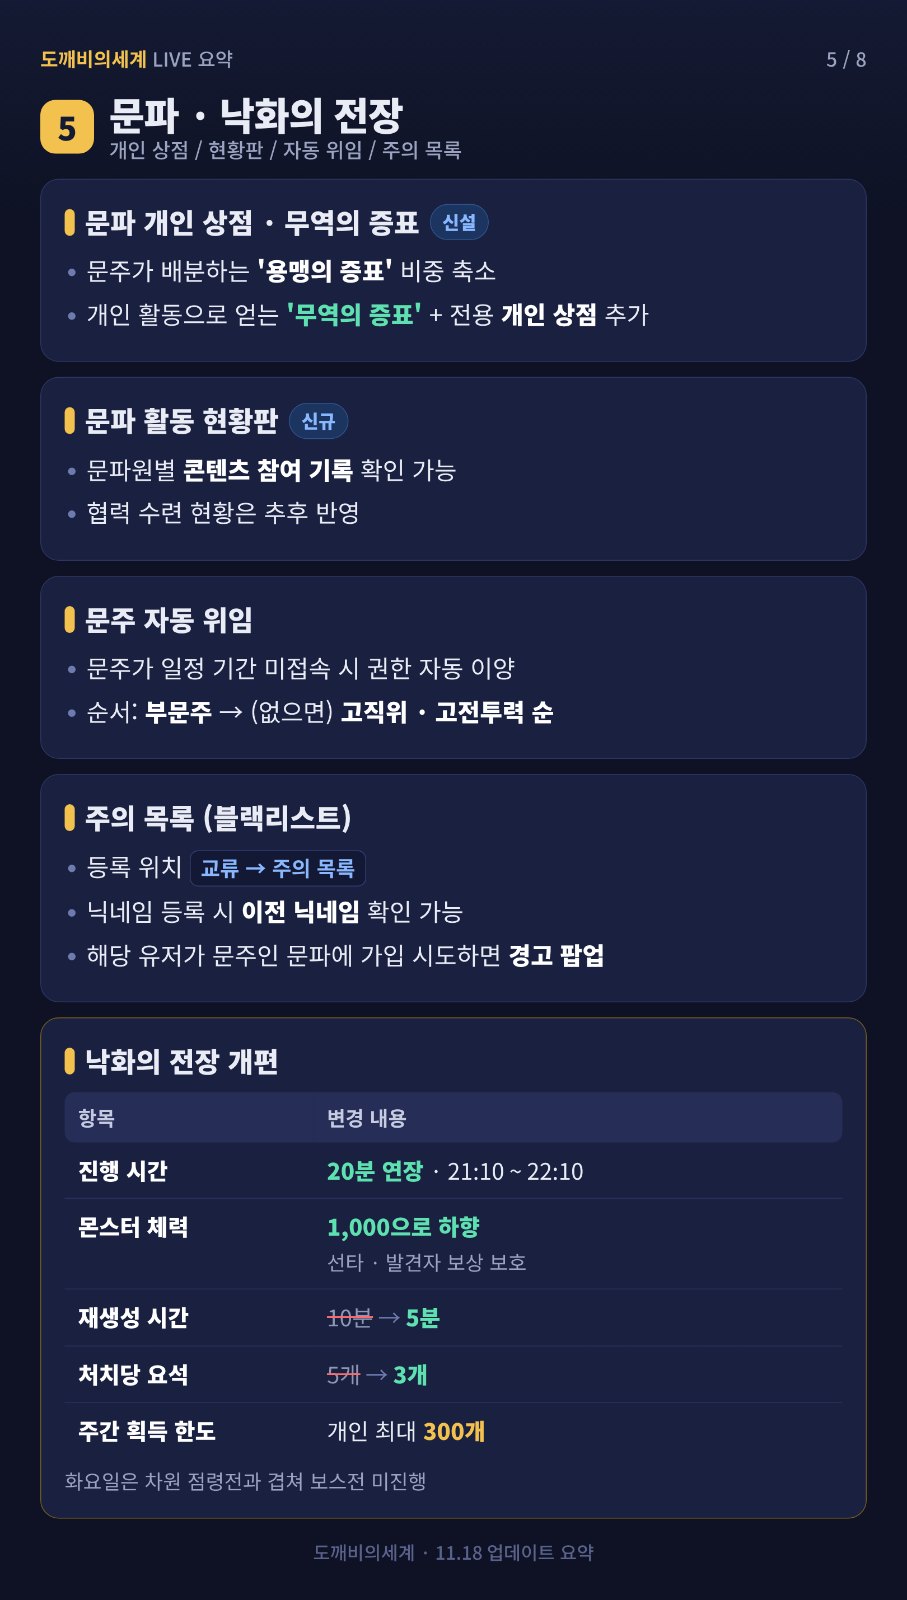 도깨비의세계 LIVE 요약
5 / 8
5
문파 · 낙화의 전장
개인 상점 / 현황판 / 자동 위임 / 주의 목록
문파 개인 상점 · 무역의 증표 신설
• 문주가 배분하는 '용맹의 증표' 비중 축소
• 개인 활동으로 얻는 '무역의 증표' + 전용 개인 상점 추가
문파 활동 현황판 신규
• 문파원별 콘텐츠 참여 기록 확인 가능
• 협력 수련 현황은 추후 반영
문주 자동 위임
• 문주가 일정 기간 미접속 시 권한 자동 이양
• 순서: 부문주 → (없으면) 고직위 · 고전투력 순
주의 목록 (블랙리스트)
• 등록 위치 교류 → 주의 목록
• 닉네임 등록 시 이전 닉네임 확인 가능
• 해당 유저가 문주인 문파에 가입 시도하면 경고 팝업
낙화의 전장 개편
항목 변경 내용
진행 시간 20분 연장 · 21:10 ~ 22:10
몬스터 체력 1,000으로 하향
선타 · 발견자 보상 보호
재생성 시간 10분 → 5분
처치당 요석 5개 → 3개
주간 획득 한도 개인 최대 300개
화요일은 차원 점령전과 겹쳐 보스전 미진행
도깨비의세계 · 11.18 업데이트 요약